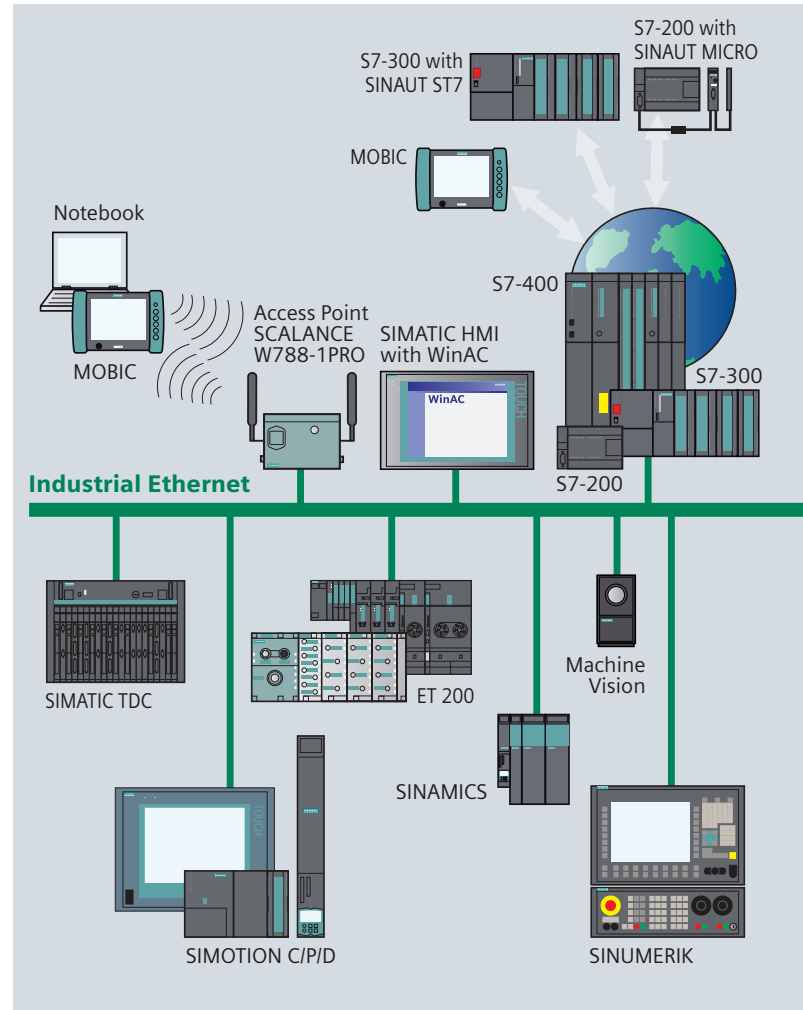 S7-200 with
SINAUT MICRO
S7-300 with
SINAUT ST7
MOBIC
Notebook
S7-400
Access Point
SCALANCE
W788-1PRO
SIMATIC HMI
with WinAC
MOBIC
S7-300
WinAC
TOUCH
Industrial Ethernet
S7-200
Machine
Vision
SIMATIC TDC
ET 200
SINAMICS
TOUCH
SIMOTION C/P/D
SINUMERIK